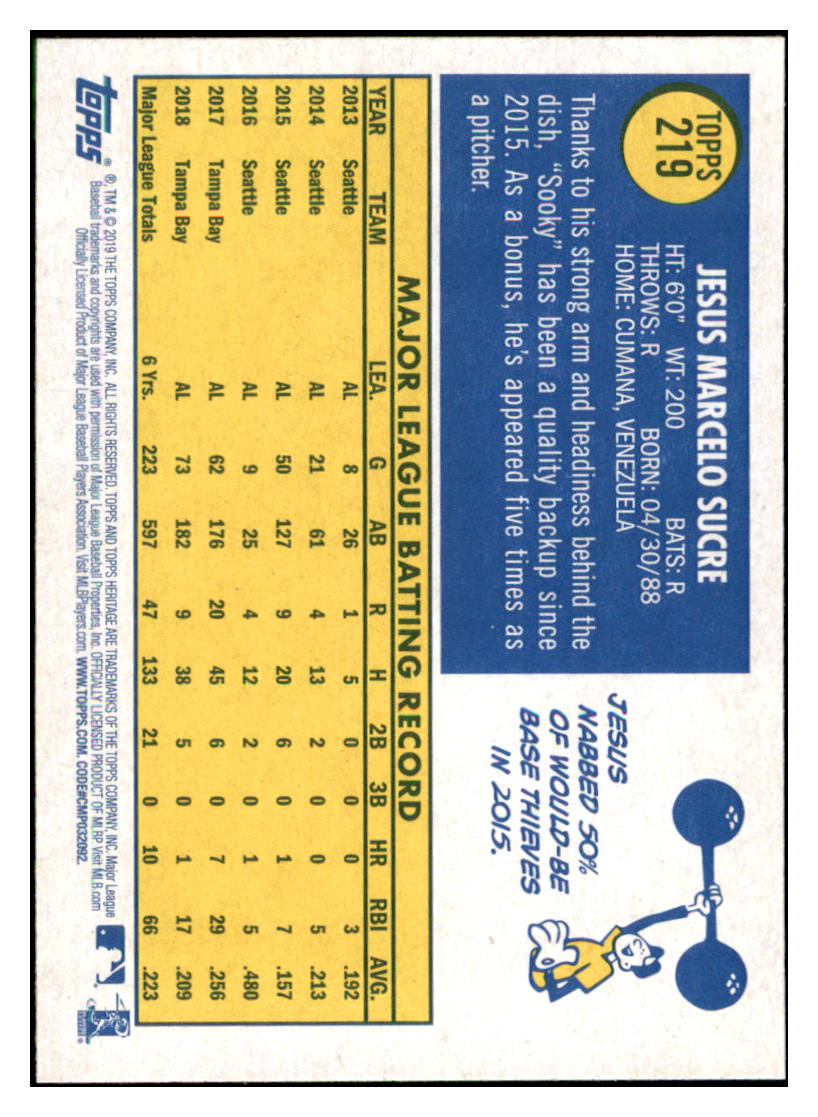 TOPPS
219
JESUS MARCELO SUCRE
HT: 6'0" WT: 200 BATS: R
THROWS: R BORN: 04/30/88
HOME: CUMANA, VENEZUELA
Thanks to his strong arm and headiness behind the
dish, "Sooky" has been a quality backup since
2015. As a bonus, he's appeared five times as
a pitcher.
JESUS
NABBED 50%
OF WOULD-BE
BASE THIEVES
IN 2015.
MAJOR LEAGUE BATTING RECORD
YEAR TEAM LEA. G AB R H 2B 3B HR RBI AVG.
2013 Seattle AL 8 26 1 5 0 0 0 3 .192
2014 Seattle AL 21 61 4 13 2 0 0 5 .213
2015 Seattle AL 50 127 9 20 6 0 1 7 .157
2016 Seattle AL 9 25 4 12 2 0 1 5 .480
2017 Tampa Bay AL 62 176 20 45 6 0 7 29 .256
2018 Tampa Bay AL 73 182 9 38 5 0 1 17 .209
Major League Totals 6 Yrs. 223 597 47 133 21 0 10 66 .223
topps®
®, TM & © 2019 THE TOPPS COMPANY, INC. ALL RIGHTS RESERVED. TOPPS AND TOPPS HERITAGE ARE TRADEMARKS OF THE TOPPS COMPANY, INC. Major League
Baseball trademarks and copyrights are used with permission of Major League Baseball Properties, Inc. OFFICIALLY LICENSED PRODUCT OF MLBP Visit MLB.com
Officially Licensed Product of Major League Baseball Players Association. Visit MLBPlayers.com. WWW.TOPPS.COM. CODE#CMP032092.